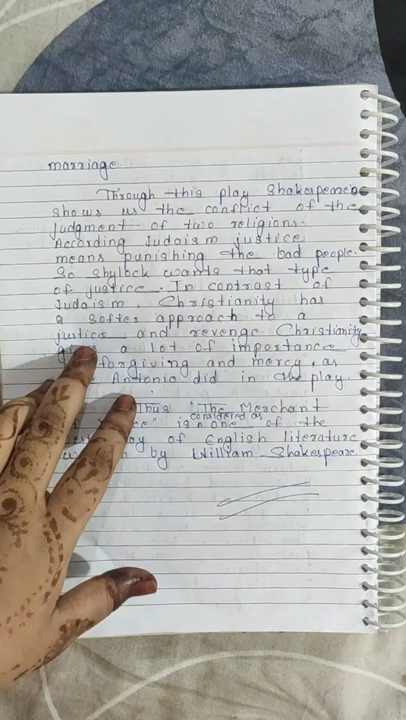 marriage.
Through this play Shakespeare
shows us the conflict of the
judgment of two religions.
According Judaism justice
means punishing the bad people.
So Shylock wants that type
of justice. In contrast of
Judaism, Christianity has
a softer approach to a
justice and revenge. Christianity
a lot of importance
forgiving and mercy, as
Antonio did in the play.
Thus "The Merchant
considered as
is one of the
play of English literature
by William Shakespeare